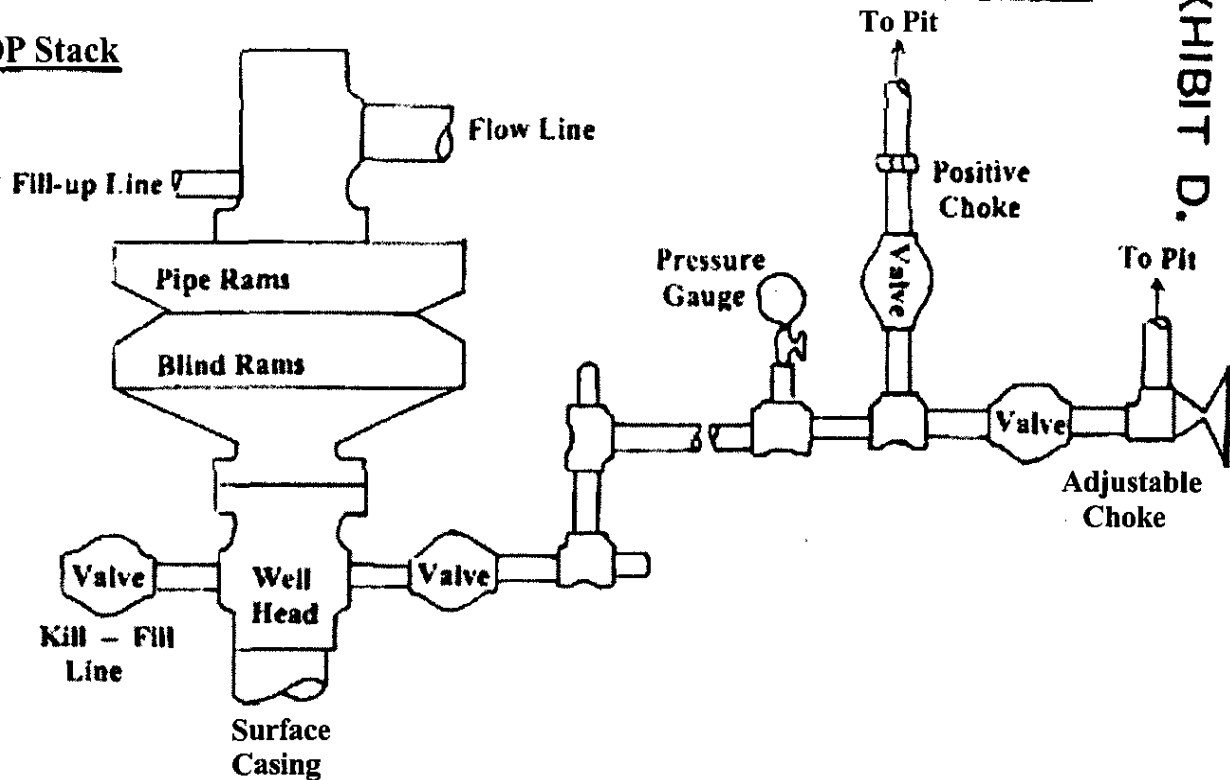 OP Stack
To Pit
XHIBIT D.
Flow Line
Fill-up Line
Positive
Choke
Pipe Rams
Pressure
Gauge
Valve
To Pit
Blind Rams
Valve
Adjustable
Choke
Valve
Well
Head
Valve
Kill – Fill
Line
Surface
Casing